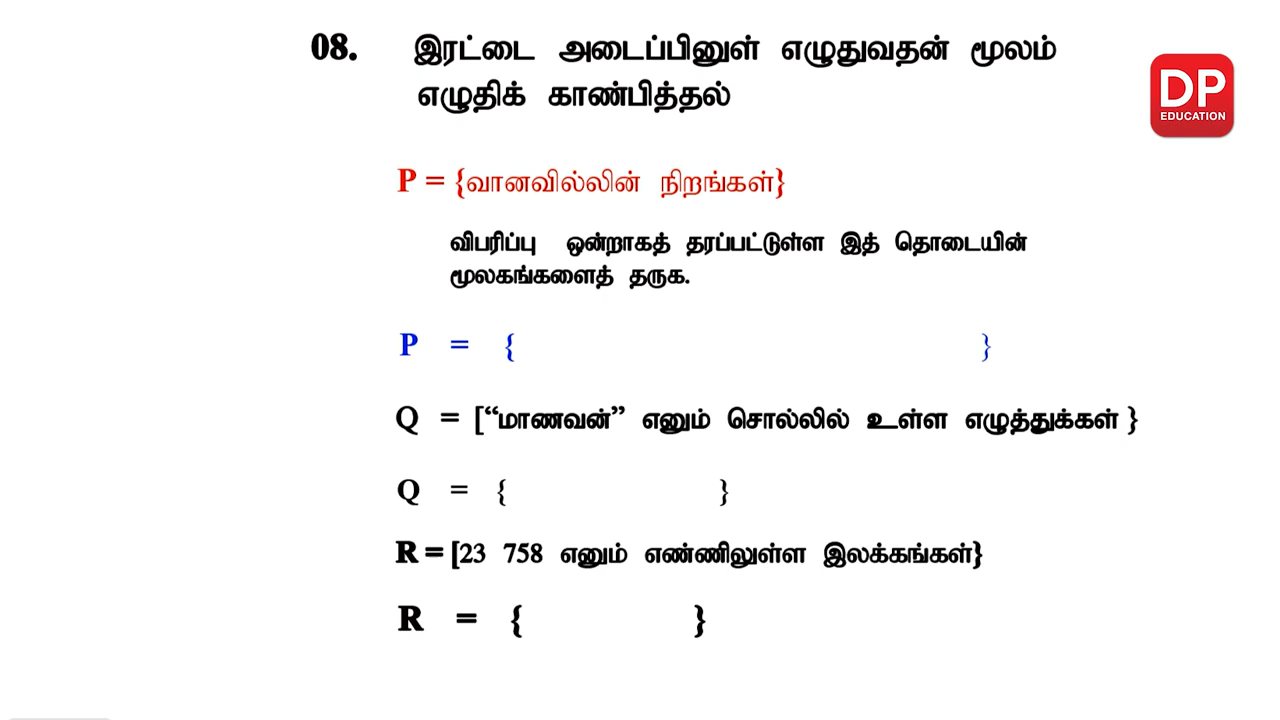 08. இரட்டை அடைப்பினுள் எழுதுவதன் மூலம்
எழுதிக் காண்பித்தல்
DP
EDUCATION
P = {வானவில்லின் நிறங்கள்}
விபரிப்பு ஒன்றாகத் தரப்பட்டுள்ள இத் தொடையின்
மூலகங்களைத் தருக.
P = { }
Q = [“மாணவன்” எனும் சொல்லில் உள்ள எழுத்துக்கள் }
Q = { }
R = [23 758 எனும் எண்ணிலுள்ள இலக்கங்கள்}
R = { }